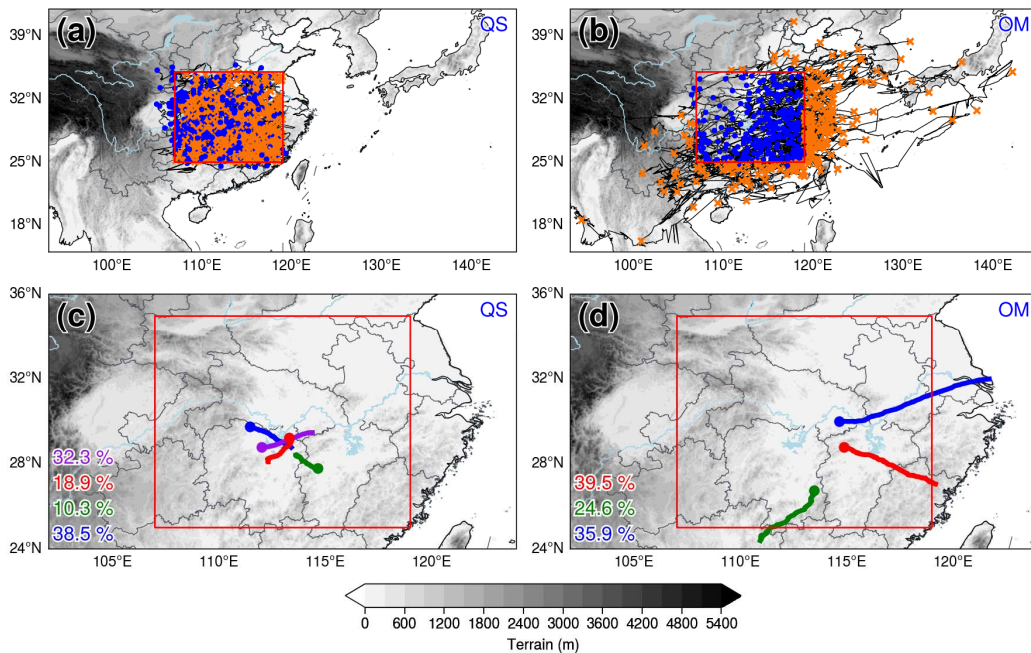 (a) QS
39°N
32°N
25°N
18°N
100°E 110°E 120°E 130°E 140°E
(b) OM
39°N
32°N
25°N
18°N
100°E 110°E 120°E 130°E 140°E
(c) QS
36°N
32°N
28°N
24°N
32.3 %
18.9 %
10.3 %
38.5 %
105°E 110°E 115°E 120°E
(d) OM
36°N
32°N
28°N
24°N
39.5 %
24.6 %
35.9 %
105°E 110°E 115°E 120°E
0 600 1200 1800 2400 3000 3600 4200 4800 5400
Terrain (m)